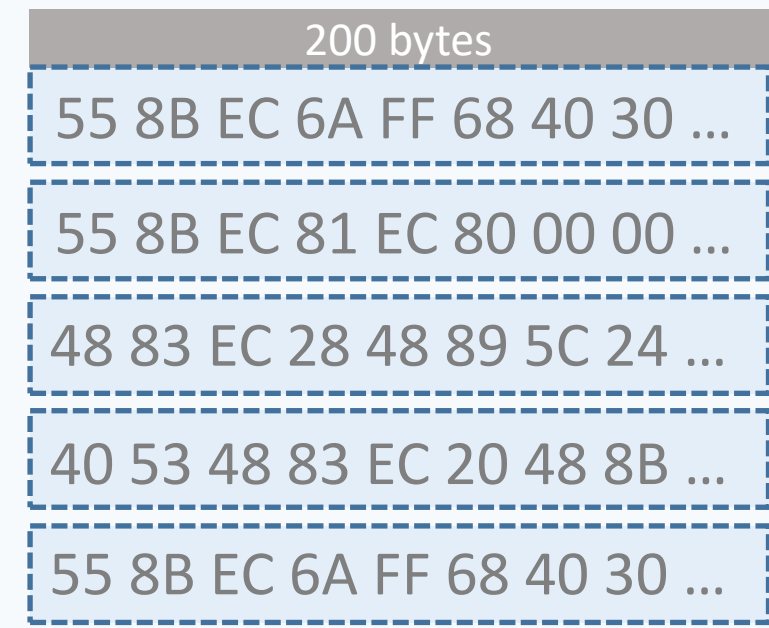 200 bytes
55 8B EC 6A FF 68 40 30 ...
55 8B EC 81 EC 80 00 00 ...
48 83 EC 28 48 89 5C 24 ...
40 53 48 83 EC 20 48 8B ...
55 8B EC 6A FF 68 40 30 ...